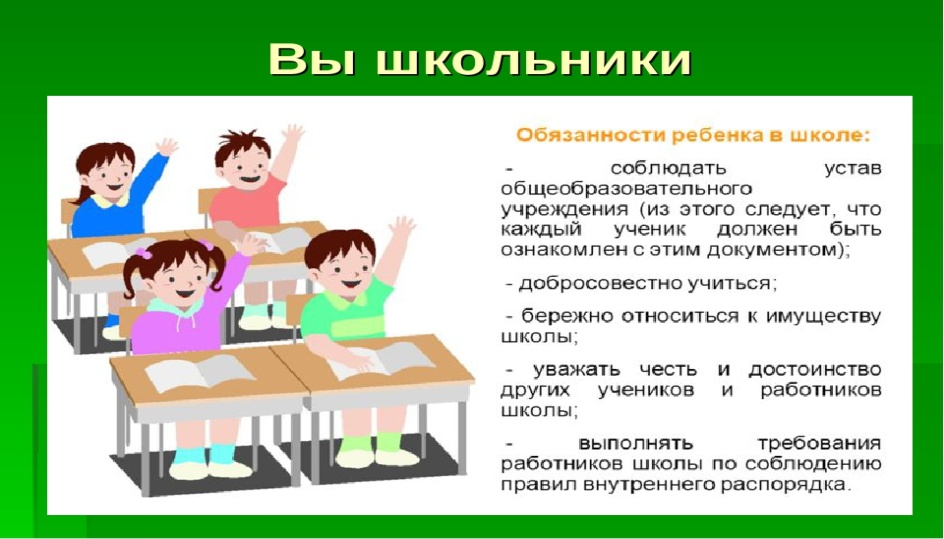 Вы школьники
Обязанности ребенка в школе:
- соблюдать устав
общеобразовательного
учреждения (из этого следует, что
каждый ученик должен быть
ознакомлен с этим документом);
- добросовестно учиться;
- бережно относиться к имуществу
школы;
- уважать честь и достоинство
других учеников и работников
школы;
- выполнять требования
работников школы по соблюдению
правил внутреннего распорядка.